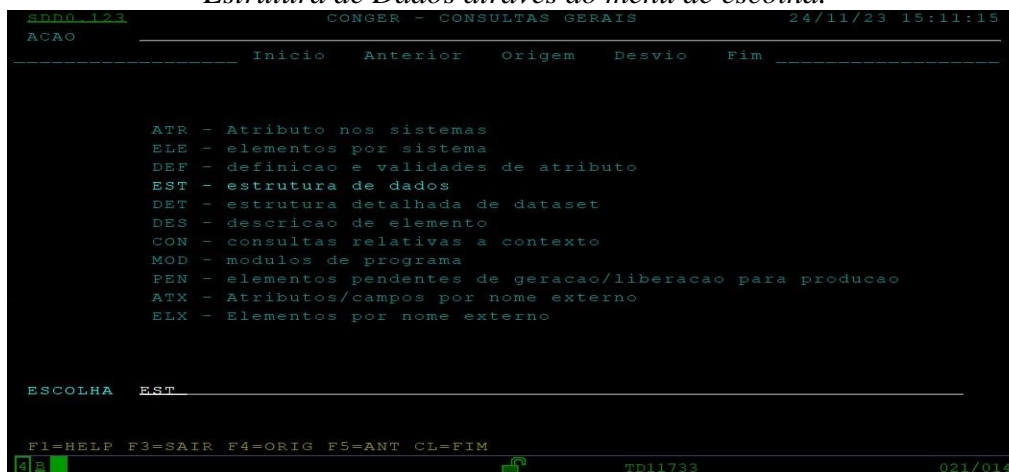 Estrutura de Dados através do menu de escolha.
SDD0.123 CONGER - CONSULTAS GERAIS 24/11/23 15:11:15
ACAO
Inicio Anterior Origem Desvio Fim
ATR - Atributo nos sistemas
ELE - elementos por sistema
DEF - definicao e validades de atributo
EST - estrutura de dados
DET - estrutura detalhada de dataset
DES - descricao de elemento
CON - consultas relativas a contexto
MOD - modulos de programa
PEN - elementos pendentes de geracao/liberacao para producao
ATX - Atributos/campos por nome externo
ELX - Elementos por nome externo
ESCOLHA EST
F1=HELP F3=SAIR F4=ORIG F5=ANT CL=FIM
4 B TD11733 021/014